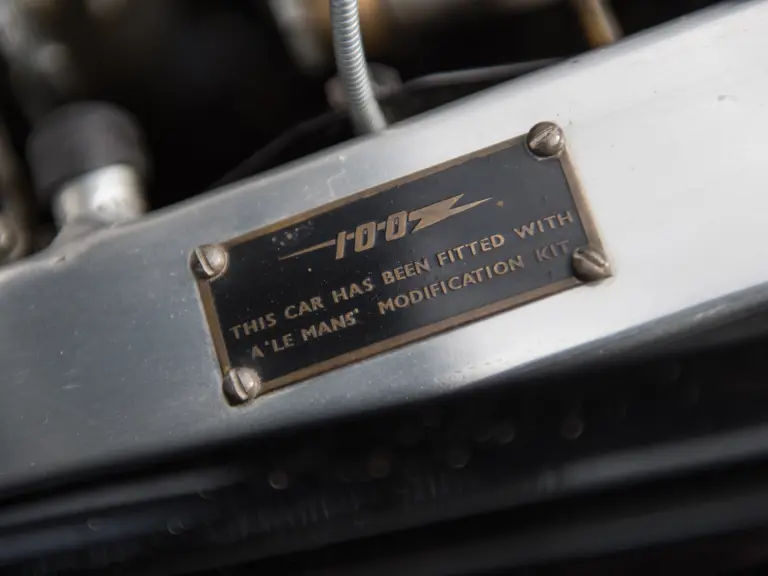 100
THIS CAR HAS BEEN FITTED WITH
A 'LE MANS' MODIFICATION KIT